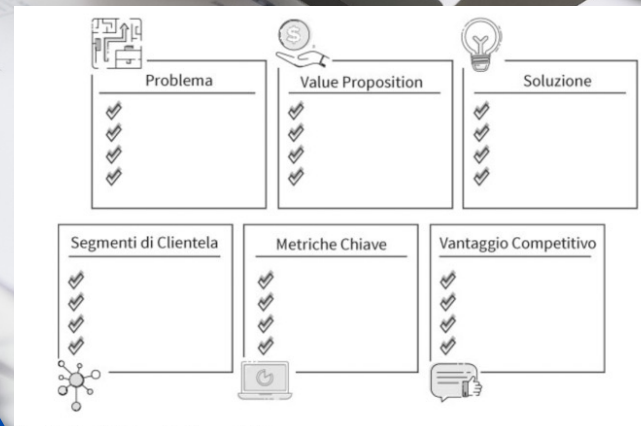 Problema
Value Proposition
Soluzione
Segmenti di Clientela
Metriche Chiave
Vantaggio Competitivo